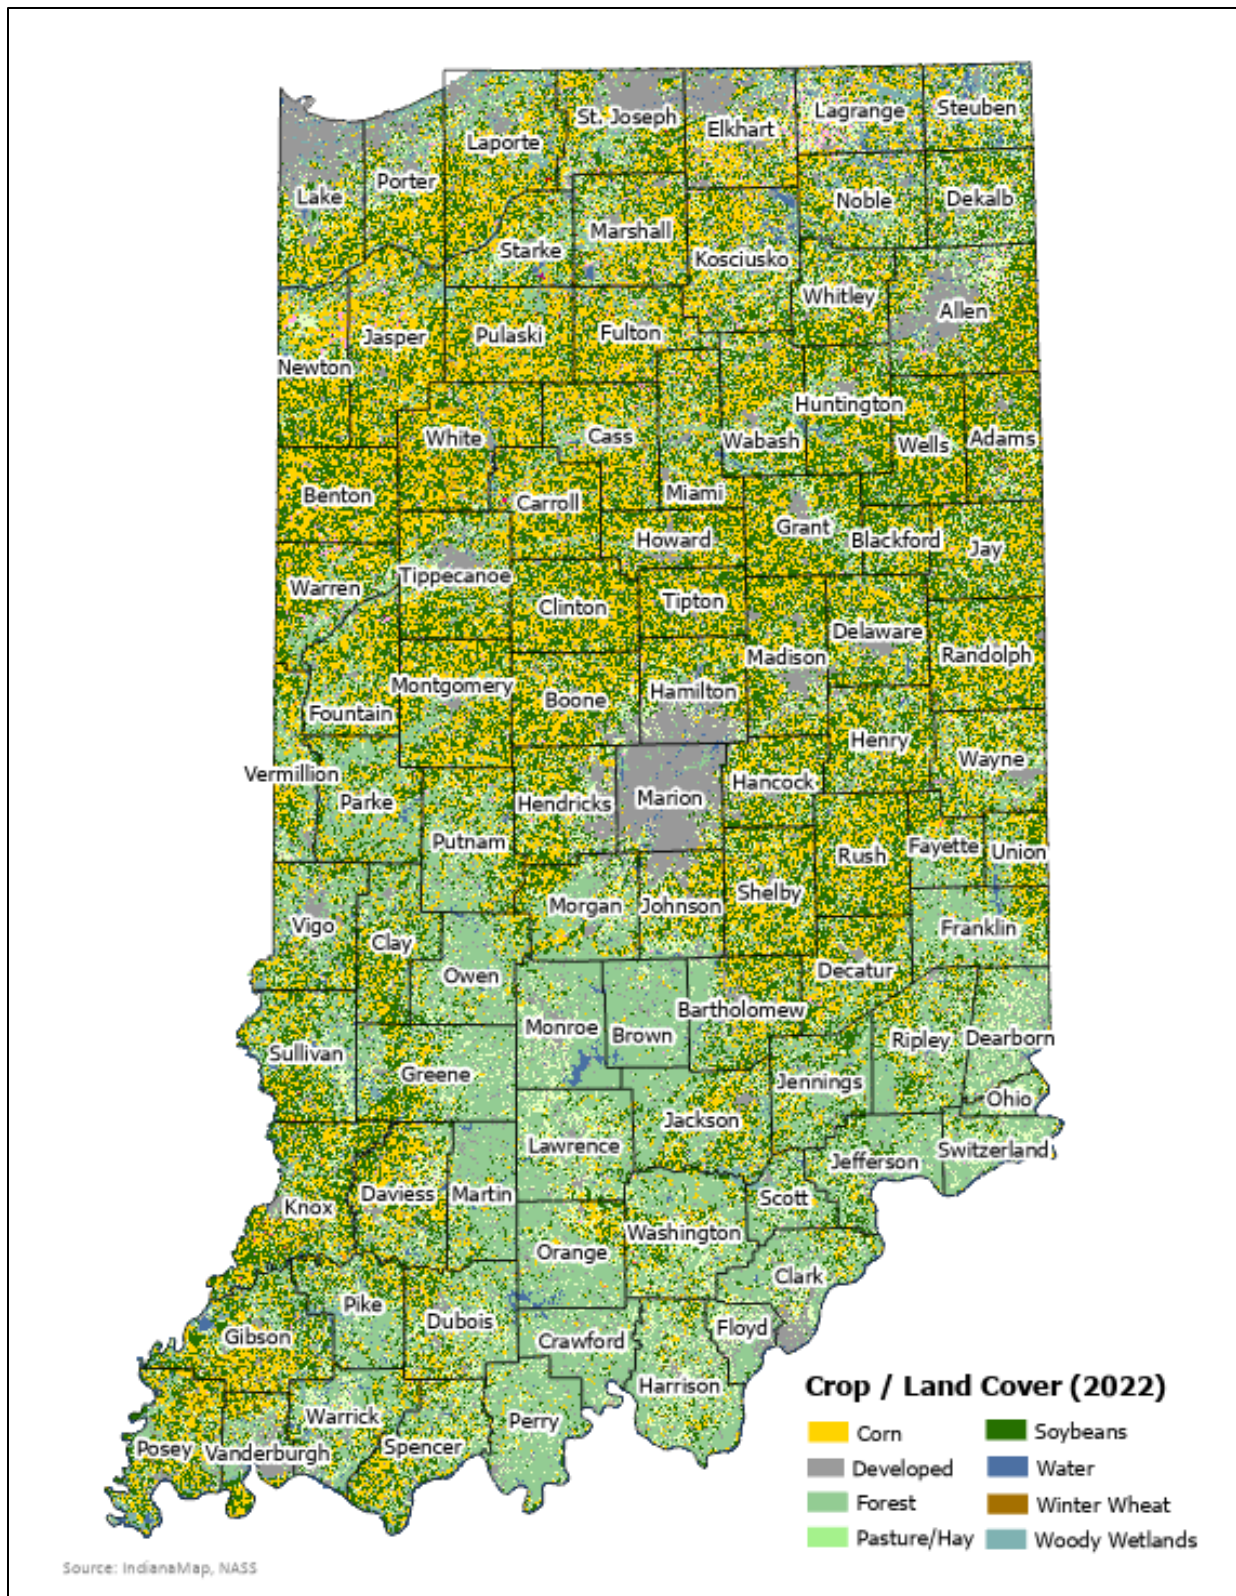 St. Joseph
Lagrange
Steuben
Elkhart
Laporte
Porter
Lake
Noble
Dekalb
Marshall
Starke
Kosciusko
Whitley
Allen
Jasper
Pulaski
Fulton
Newton
Huntington
White
Cass
Wabash
Wells
Adams
Benton
Carroll
Miami
Grant
Howard
Blackford
Jay
Tippecanoe
Warren
Clinton
Tipton
Delaware
Madison
Randolph
Montgomery
Boone
Hamilton
Fountain
Henry
Wayne
Vermillion
Parke
Hendricks
Marion
Hancock
Putnam
Rush
Fayette
Union
Shelby
Morgan
Johnson
Vigo
Clay
Franklin
Owen
Decatur
Bartholomew
Monroe
Brown
Ripley
Dearborn
Sullivan
Greene
Jennings
Ohio
Jackson
Lawrence
Switzerland
Jefferson
Knox
Daviess
Martin
Scott
Washington
Orange
Clark
Pike
Dubois
Gibson
Crawford
Floyd
Harrison
Warrick
Perry
Posey
Vanderburgh
Spencer
Crop / Land Cover (2022)
Corn
Soybeans
Developed
Water
Forest
Winter Wheat
Pasture/Hay
Woody Wetlands
Source: IndianaMap, NASS